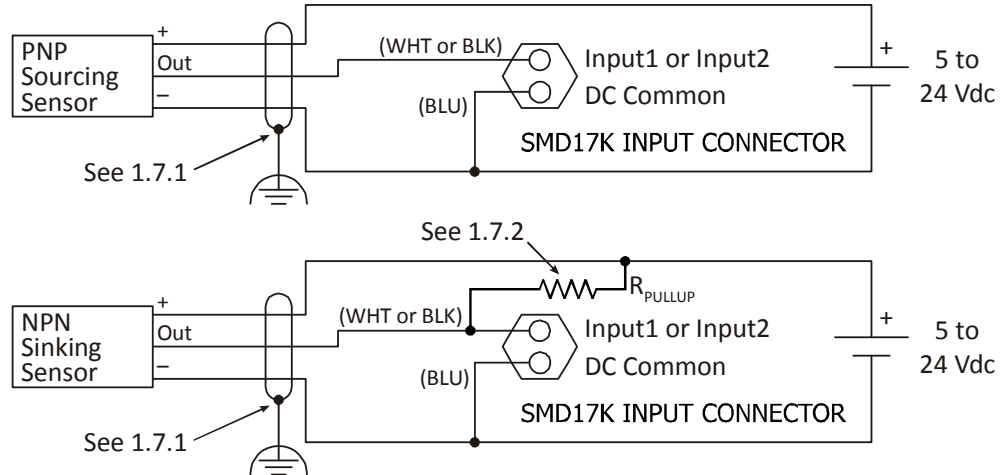 PNP
Sourcing
Sensor
+
Out
–
(WHT or BLK)
(BLU)
Input1 or Input2
DC Common
SMD17K INPUT CONNECTOR
+
5 to
24 Vdc
See 1.7.1
See 1.7.2
R PULLUP
NPN
Sinking
Sensor
+
Out
–
(WHT or BLK)
(BLU)
Input1 or Input2
DC Common
SMD17K INPUT CONNECTOR
+
5 to
24 Vdc
See 1.7.1